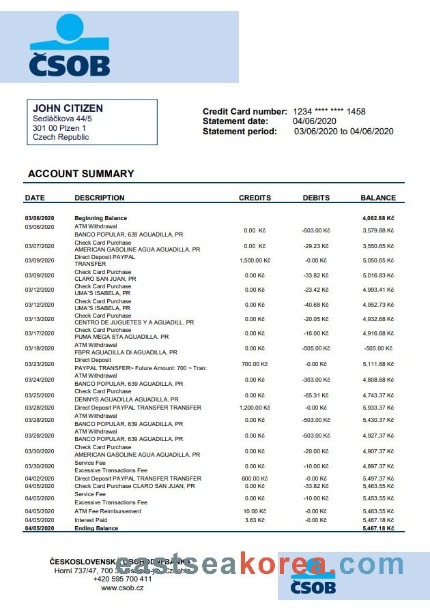 ČSOB
JOHN CITIZEN
Sedláčkova 44/5
301 00 Plzen 1
Czech Republic
Credit Card number: 1234 **** **** 1458
Statement date: 04/06/2020
Statement period: 03/06/2020 to 04/06/2020
ACCOUNT SUMMARY
DATE DESCRIPTION CREDITS DEBITS BALANCE
03/06/2020 Beginning Balance 4,082.88 Kč
03/06/2020 ATM Withdrawal
BANCO POPULAR, 639 AGUADILLA, PR 0.00 Kč -503.00 Kč 3,579.88 Kč
03/07/2020 Check Card Purchase
AMERICAN GASOLINE AGUA AGUADILLA, PR 0.00 Kč -29.23 Kč 3,550.65 Kč
03/09/2020 Direct Deposit PAYPAL
TRANSFER 1,500.00 Kč -0.00 Kč 5,050.65 Kč
03/09/2020 Check Card Purchase
CLARO SAN JUAN, PR 0.00 Kč -33.82 Kč 5,016.83 Kč
03/12/2020 Check Card Purchase
UMA'S ISABELA, PR 0.00 Kč -23.42 Kč 4,993.41 Kč
03/12/2020 Check Card Purchase
UMA'S ISABELA, PR 0.00 Kč -40.68 Kč 4,952.73 Kč
03/13/2020 Check Card Purchase
CENTRO DE JUGUETES Y A AGUADILL, PR 0.00 Kč -20.05 Kč 4,932.68 Kč
03/17/2020 Check Card Purchase
PUMA MEGA STA AGUADILLA, PR 0.00 Kč -16.00 Kč 4,916.68 Kč
03/18/2020 ATM Withdrawal
FBPR AGUADILLA DI AGUADILLA, PR 0.00 Kč -505.00 Kč -505.00 Kč
03/23/2020 Direct Deposit
PAYPAL TRANSFER~ Future Amount: 700 ~ Tran: 700.00 Kč -0.00 Kč 5,111.68 Kč
03/24/2020 ATM Withdrawal
BANCO POPULAR, 639 AGUADILLA, PR 0.00 Kč -303.00 Kč 4,808.68 Kč
03/25/2020 Check Card Purchase
DENNYS AGUADILLA AGUADILLA, PR 0.00 Kč -65.31 Kč 4,743.37 Kč
03/28/2020 Direct Deposit PAYPAL TRANSFER TRANSFER 1,200.00 Kč -0.00 Kč 5,933.37 Kč
03/28/2020 ATM Withdrawal
BANCO POPULAR, 639 AGUADILLA, PR 0.00 Kč -503.00 Kč 5,430.37 Kč
03/28/2020 ATM Withdrawal
BANCO POPULAR, 639 AGUADILLA, PR 0.00 Kč -503.00 Kč 4,927.37 Kč
03/30/2020 Check Card Purchase
AMERICAN GASOLINE AGUA AGUADILLA, PR 0.00 Kč -20.00 Kč 4,907.37 Kč
03/30/2020 Service Fee
Excessive Transactions Fee 0.00 Kč -10.00 Kč 4,897.37 Kč
04/02/2020 Direct Deposit PAYPAL TRANSFER TRANSFER 600.00 Kč -0.00 Kč 5,497.37 Kč
04/05/2020 Check Card Purchase CLARO SAN JUAN, PR 0.00 Kč -33.82 Kč 5,463.55 Kč
04/05/2020 Service Fee
Excessive Transactions Fee 0.00 Kč -10.00 Kč 5,453.55 Kč
04/05/2020 ATM Fee Reimbursement 10.00 Kč -0.00 Kč 5,463.55 Kč
04/05/2020 Interest Paid 3.63 Kč -0.00 Kč 5,467.18 Kč
04/05/2020 Ending Balance 5,467.18 Kč
eastseakorea.com
ČESKOSLOVENSKÁ OBCHODNÍ BANKA
Horní 737/47, 700 30
+420 595 700 411
www.csob.cz
ČSOB